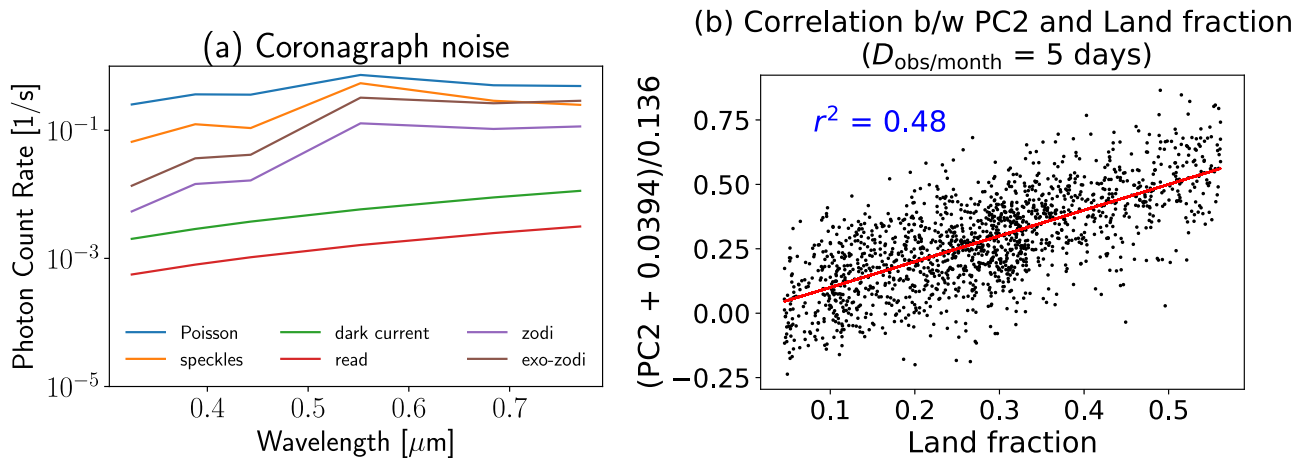 (a) Coronagraph noise
Photon Count Rate [1/s]
10^{-1}
10^{-3}
10^{-5}
Poisson
speckles
dark current
read
zodi
exo-zodi
0.4 0.5 0.6 0.7
Wavelength [μm]
(b) Correlation b/w PC2 and Land fraction
(D_{obs/month} = 5 days)
r^2 = 0.48
(PC2 + 0.0394)/0.136
0.75
0.50
0.25
0.00
−0.25
0.1 0.2 0.3 0.4 0.5
Land fraction